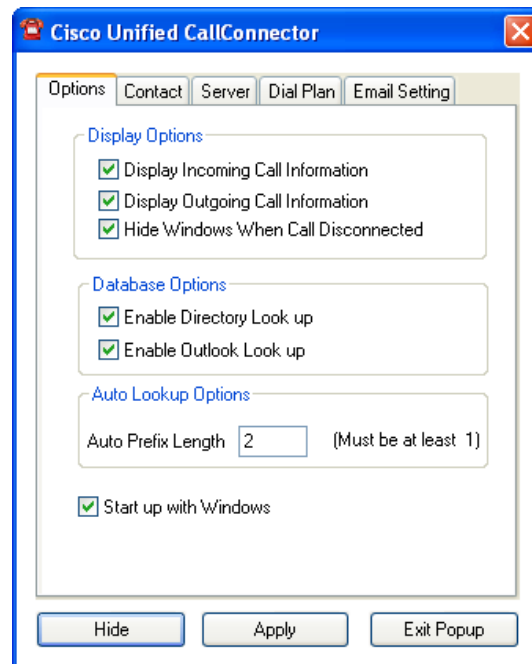 Cisco Unified CallConnector
Options Contact Server Dial Plan Email Setting
Display Options
Display Incoming Call Information
Display Outgoing Call Information
Hide Windows When Call Disconnected
Database Options
Enable Directory Look up
Enable Outlook Look up
Auto Lookup Options
Auto Prefix Length 2 (Must be at least 1)
Start up with Windows
Hide Apply Exit Popup